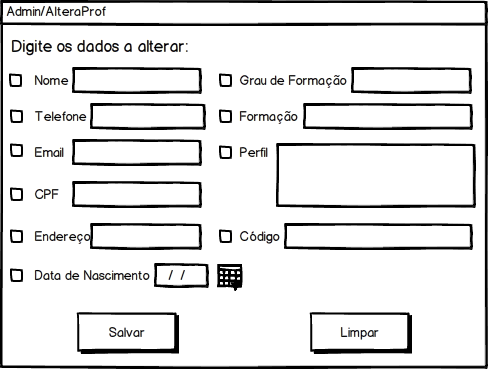 Admin/AlteraProf
Digite os dados a alterar:
Nome
Grau de Formação
Telefone
Formação
Email
Perfil
CPF
Endereço
Código
Data de Nascimento / /
Salvar
Limpar